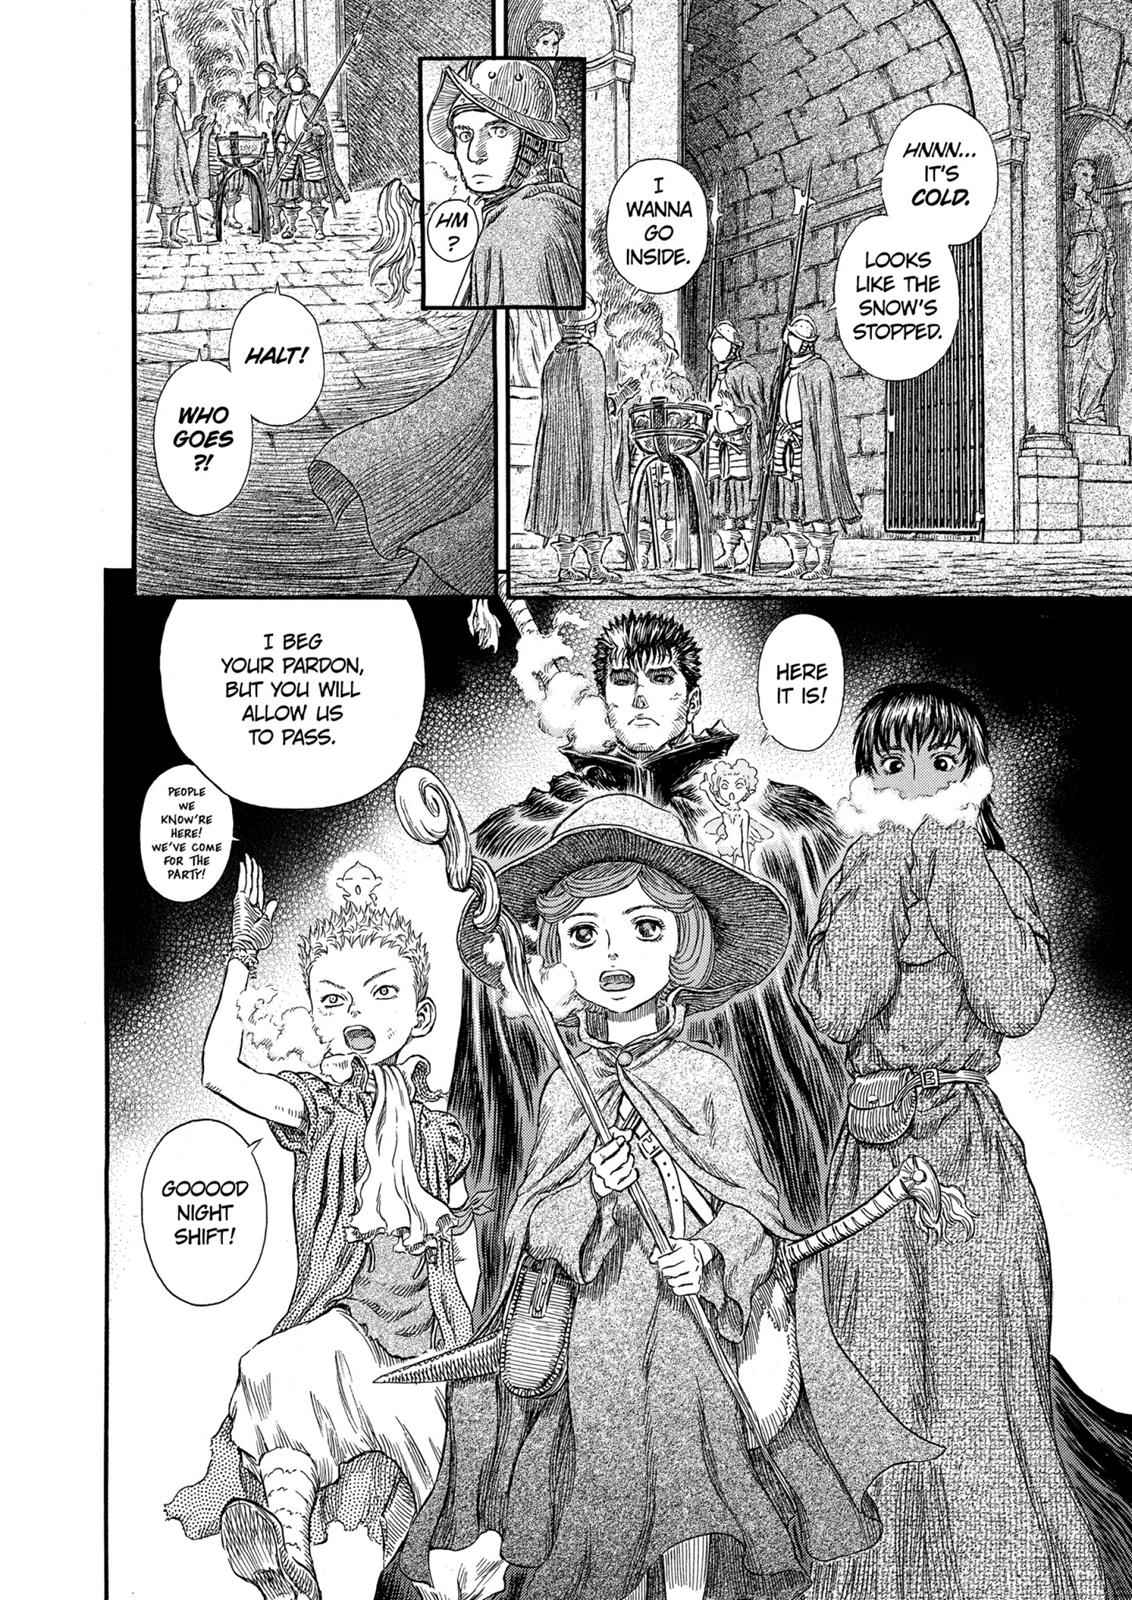 HNNN...
IT'S
COLD.
LOOKS
LIKE THE
SNOW'S
STOPPED.
I
WANNA
GO
INSIDE.
HM
?
HALT!
WHO
GOES
?!
HERE
IT IS!
I BEG
YOUR PARDON,
BUT YOU WILL
ALLOW US
TO PASS.
PEOPLE
WE
KNOW'RE
HERE!
WE'VE COME
FOR THE
PARTY!
GOOOOD
NIGHT
SHIFT!